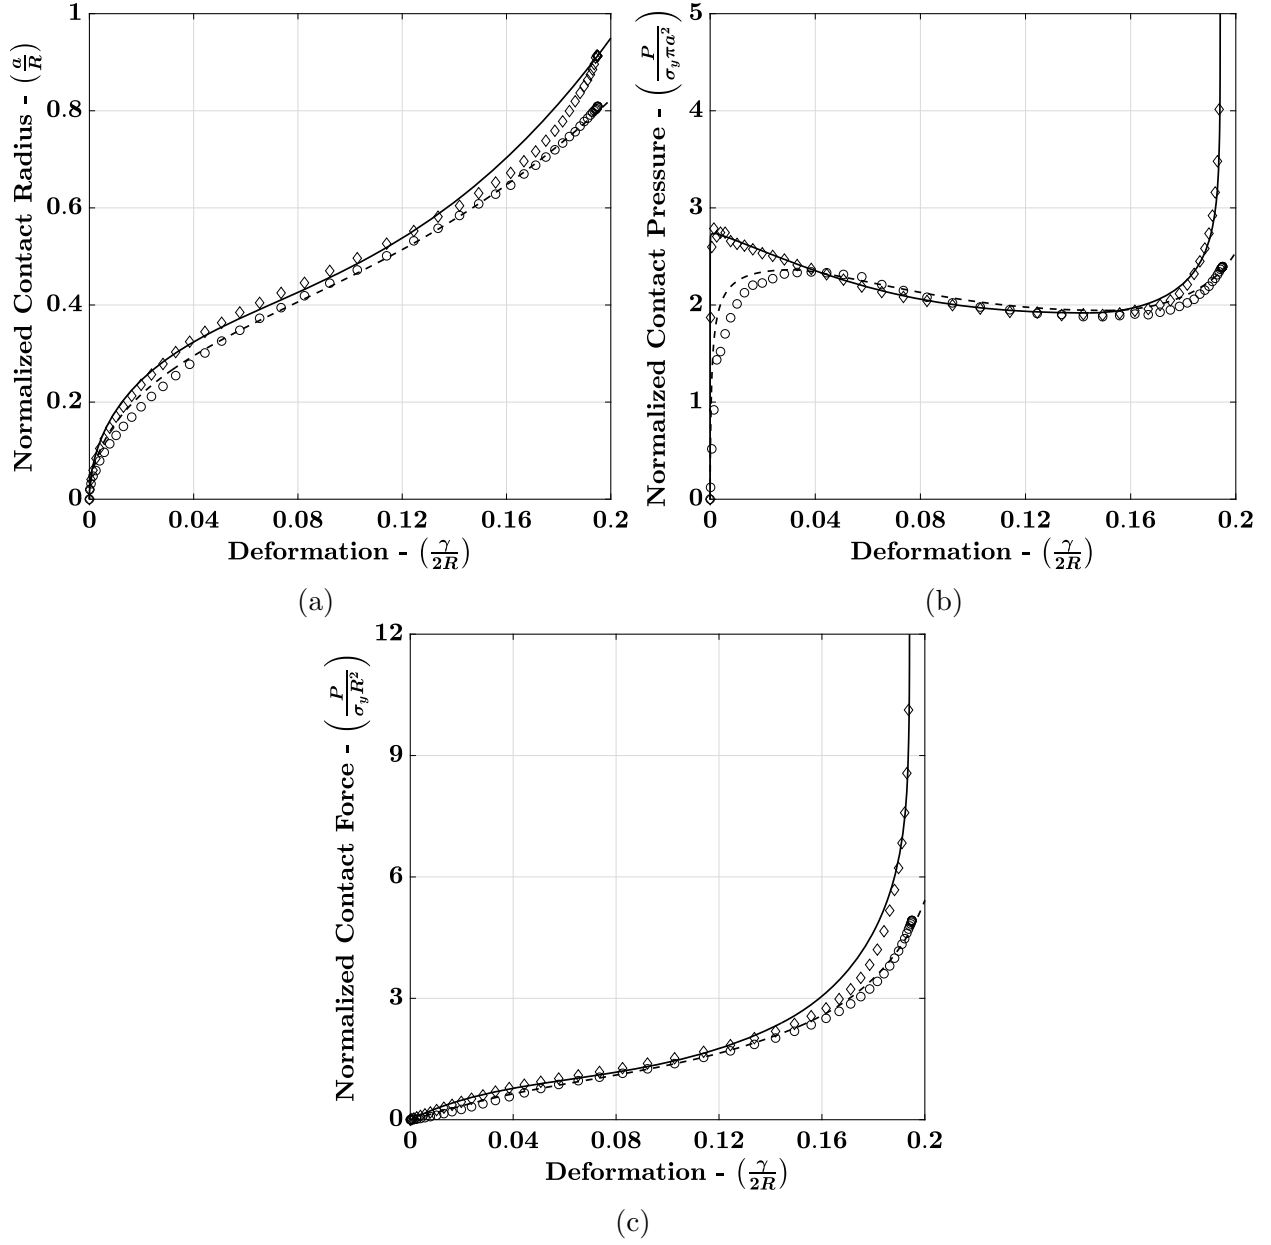 1
0.8
0.6
0.4
0.2
0
0 0.04 0.08 0.12 0.16 0.2
Normalized Contact Radius - (a/R)
Deformation - (γ/2R)
(a)
5
4
3
2
1
0
0 0.04 0.08 0.12 0.16 0.2
Normalized Contact Pressure - (P/σ_yπa²)
Deformation - (γ/2R)
(b)
12
9
6
3
0
0 0.04 0.08 0.12 0.16 0.2
Normalized Contact Force - (P/σ_yR²)
Deformation - (γ/2R)
(c)